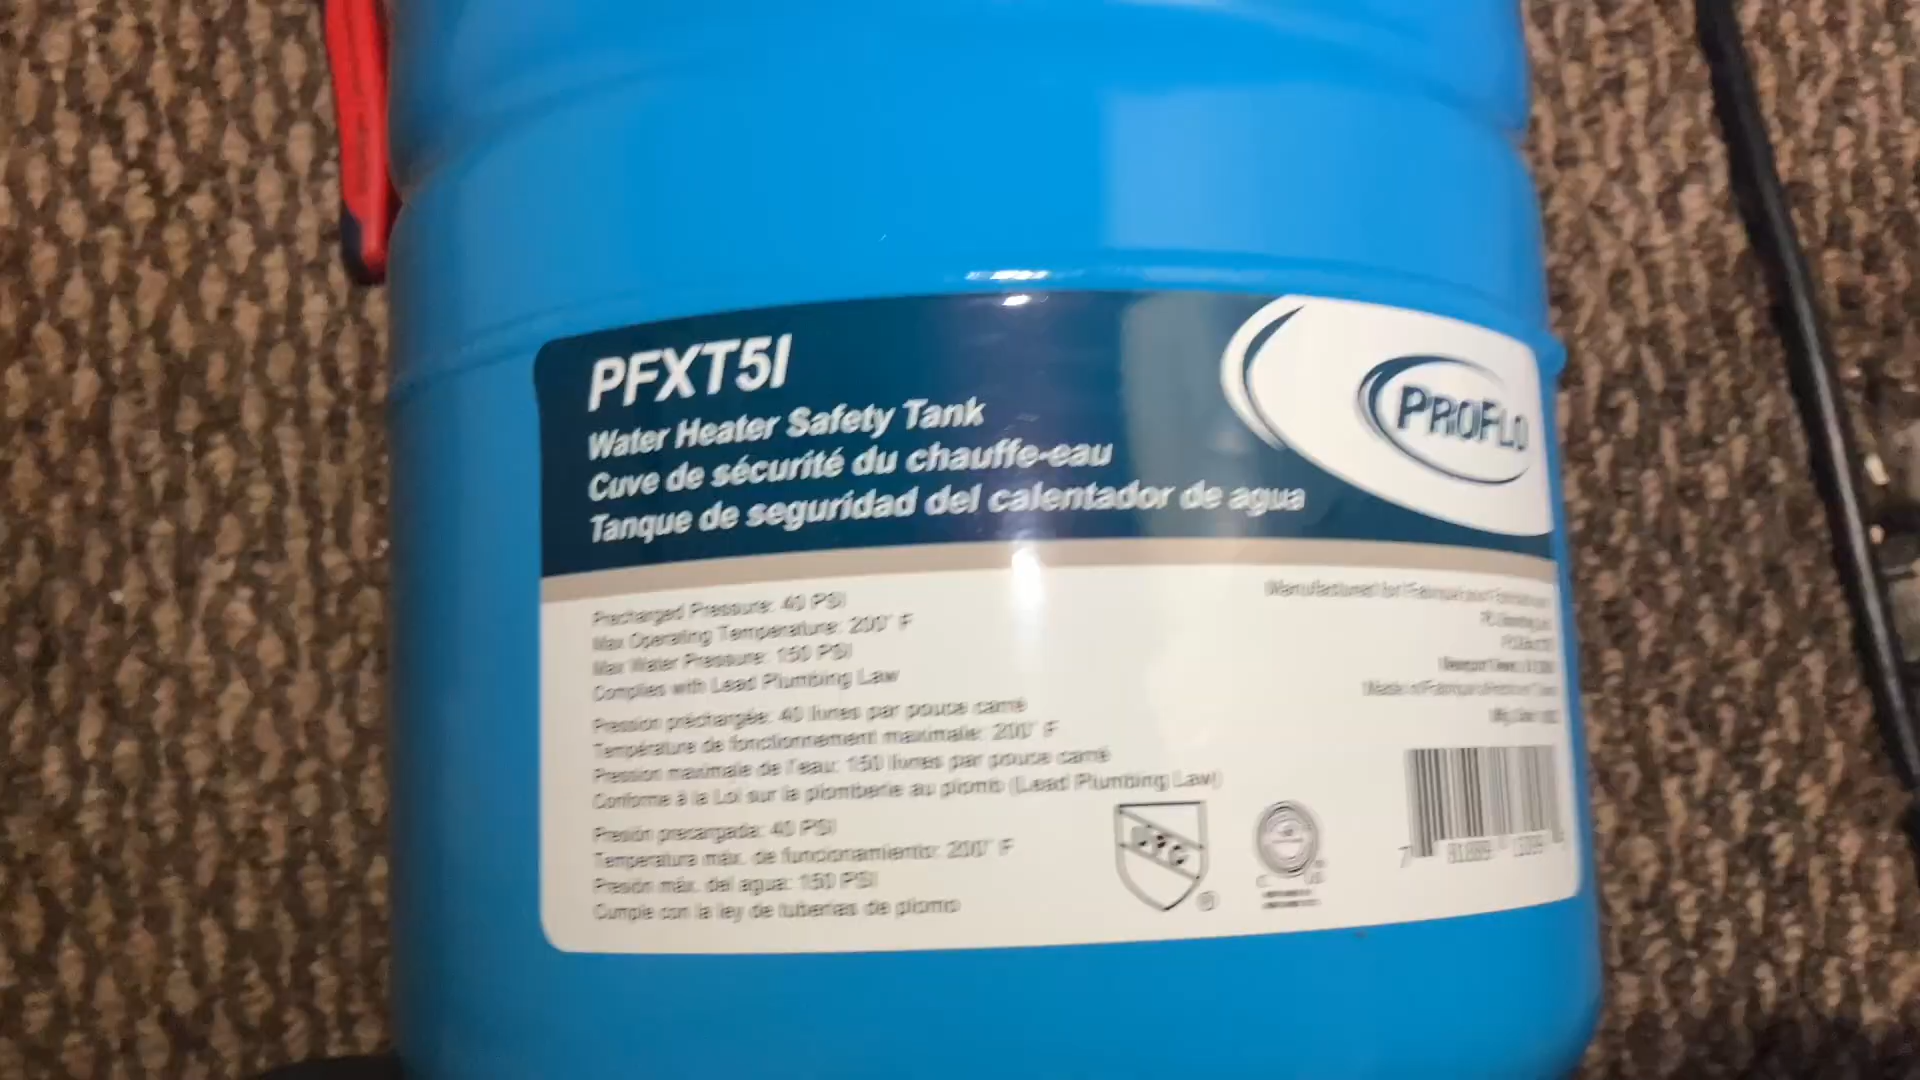 PFXT5I
Water Heater Safety Tank
Cuve de sécurité du chauffe-eau
Tanque de seguridad del calentador de agua
PROFLO
Precharged Pressure: 40 PSI
Max Operating Temperature: 200° F
Max Water Pressure: 150 PSI
Complies with Lead Plumbing Law
Pression préchargée: 40 livres par pouce carré
Température de fonctionnement maximale: 200° F
Pression maximale de l'eau: 150 livres par pouce carré
Conforme à la Loi sur la plomberie au plomb (Lead Plumbing Law)
Presión precargada: 40 PSI
Temperatura máx. de funcionamiento: 200° F
Presión máx. del agua: 150 PSI
Cumple con la ley de tuberías de plomo
Manufactured for
UPC
®